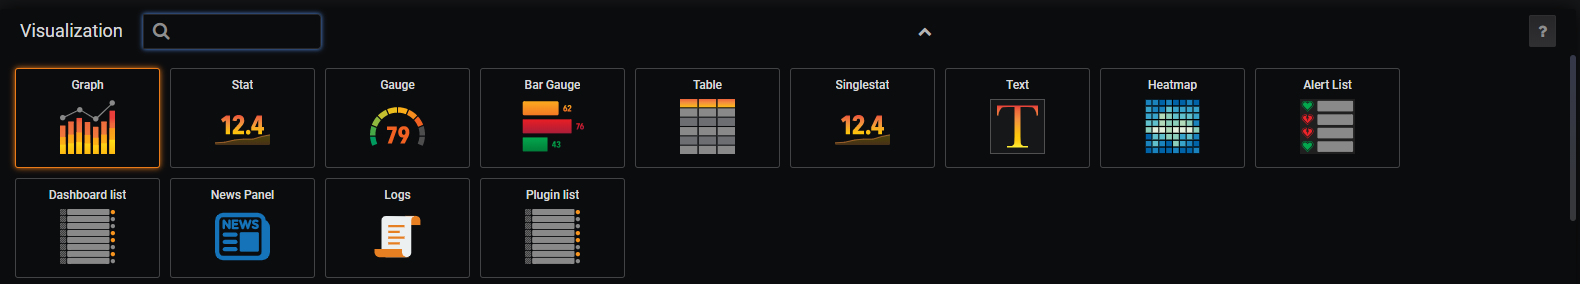 Visualization
?
Graph
Stat
Gauge
Bar Gauge
Table
Singlestat
Text
Heatmap
Alert List
12.4
79
62
76
43
12.4
T
Dashboard list
News Panel
Logs
Plugin list
NEWS